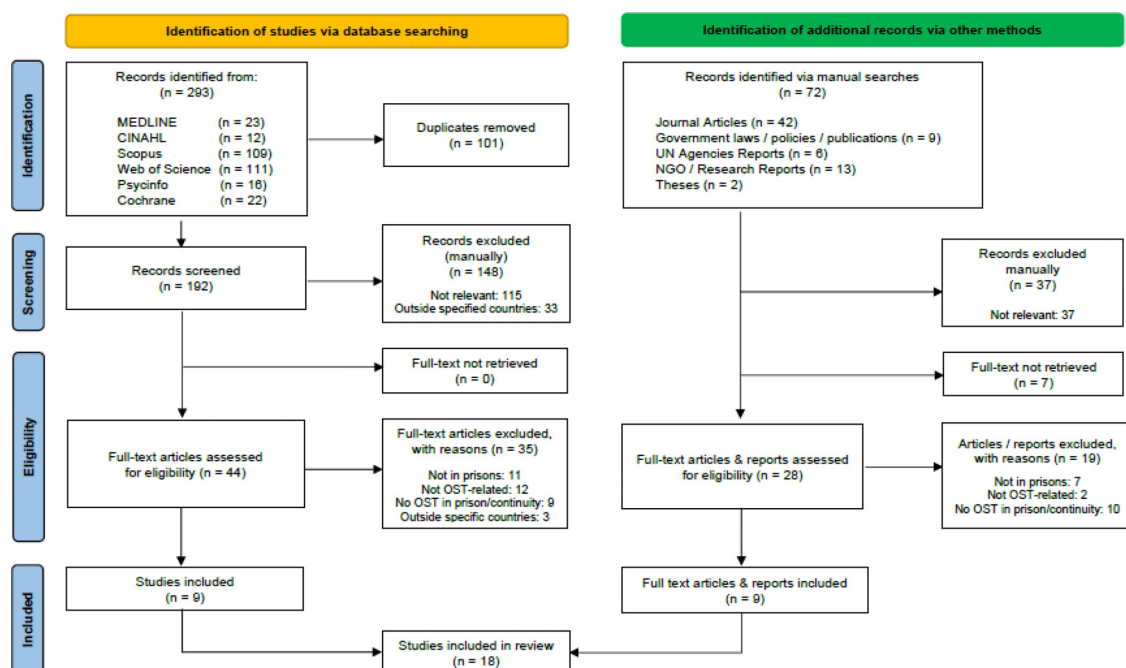 Identification of studies via database searching
Identification of additional records via other methods
Identification
Records identified from:
(n = 293)
MEDLINE (n = 23)
CINAHL (n = 12)
Scopus (n = 109)
Web of Science (n = 111)
Psycinfo (n = 16)
Cochrane (n = 22)
Duplicates removed
(n = 101)
Records identified via manual searches
(n = 72)
Journal Articles (n = 42)
Government laws / policies / publications (n = 9)
UN Agencies Reports (n = 6)
NGO / Research Reports (n = 13)
Theses (n = 2)
Screening
Records screened
(n = 192)
Records excluded
(manually)
(n = 148)
Not relevant: 115
Outside specified countries: 33
Records excluded
manually
(n = 37)
Not relevant: 37
Eligibility
Full-text not retrieved
(n = 0)
Full-text not retrieved
(n = 7)
Full-text articles assessed
for eligibility (n = 44)
Full-text articles excluded,
with reasons (n = 35)
Not in prisons: 11
Not OST-related: 12
No OST in prison/continuity: 9
Outside specific countries: 3
Full-text articles & reports assessed
for eligibility (n = 28)
Articles / reports excluded,
with reasons (n = 19)
Not in prisons: 7
Not OST-related: 2
No OST in prison/continuity: 10
Included
Studies included
(n = 9)
Full text articles & reports included
(n = 9)
Studies included in review
(n = 18)